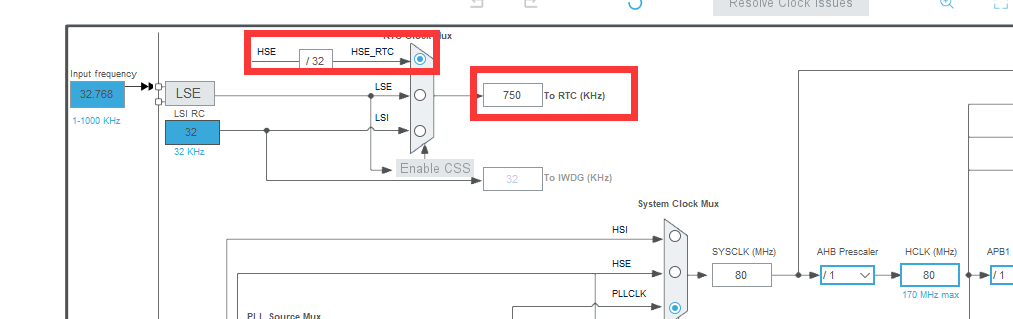 Resolve Clock Issues
RTC Clock Mux
HSE
/ 32
HSE_RTC
Input frequency
32.768
1-1000 KHz
LSE
LSE
750
To RTC (KHz)
LSI RC
32
32 KHz
LSI
Enable CSS
32
To IWDG (KHz)
System Clock Mux
HSI
HSE
PLLCLK
SYSCLK (MHz)
80
AHB Prescaler
/ 1
HCLK (MHz)
80
170 MHz max
APB1
/ 1
PLL Source Mux